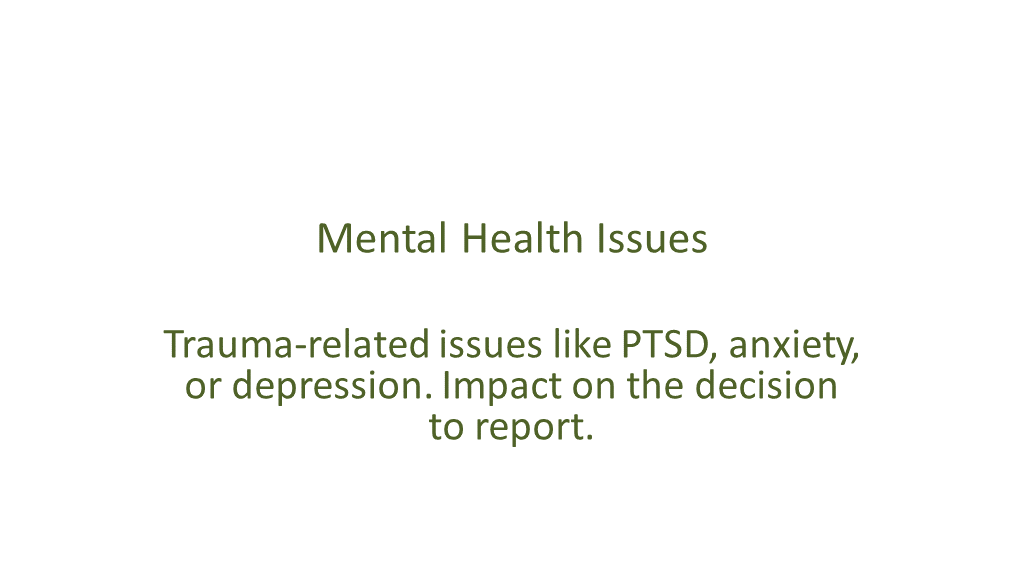 Mental Health Issues
Trauma-related issues like PTSD, anxiety,
or depression. Impact on the decision
to report.